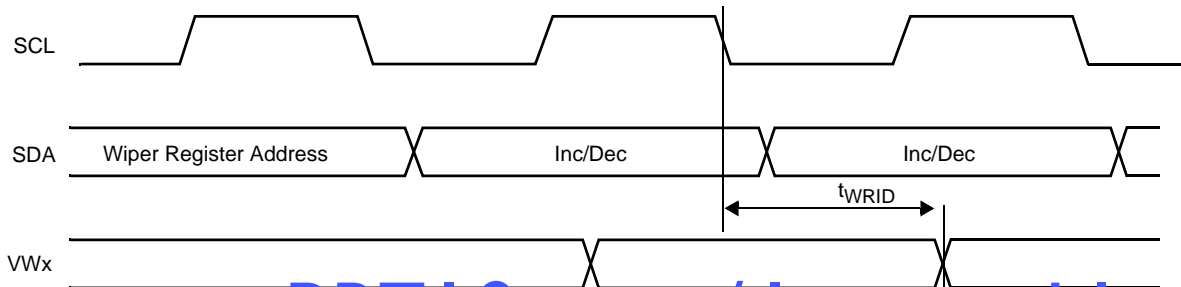 SCL
SDA
Wiper Register Address
Inc/Dec
Inc/Dec
tWRID
VWx